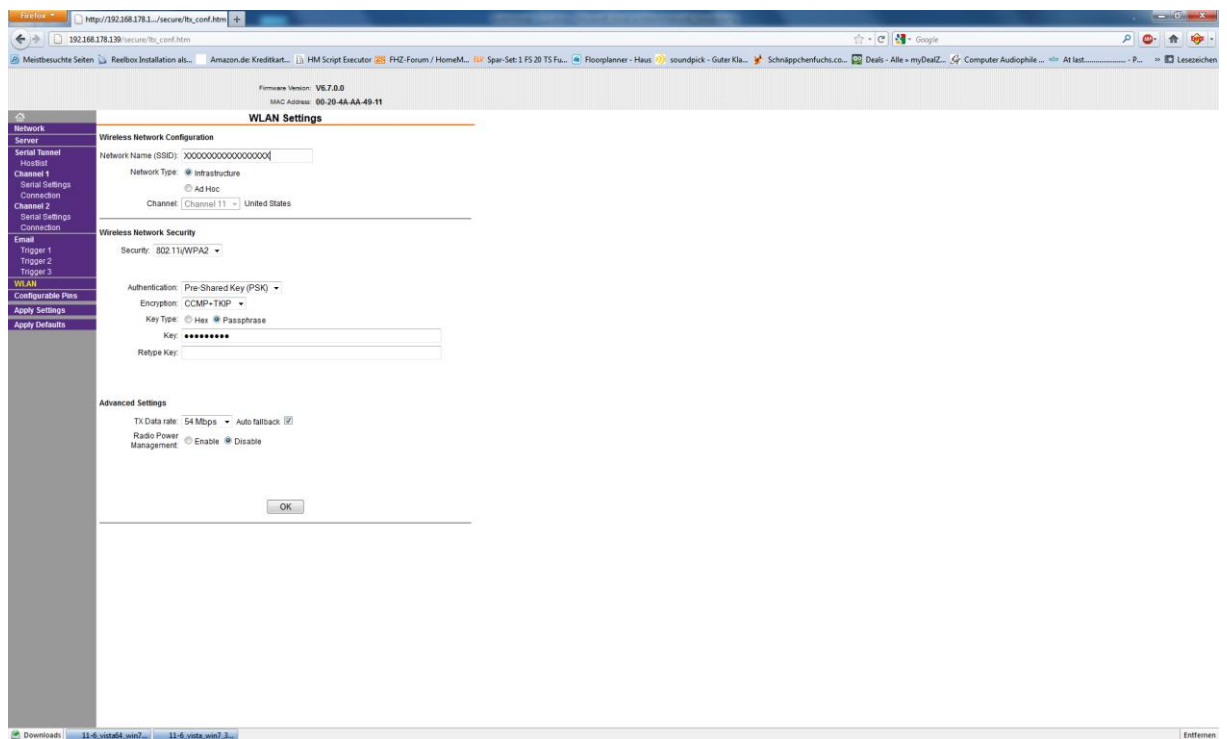 Firefox
http://192.168.178.1.../secure/ltx_conf.htm
192.168.178.139/secure/ltx_conf.htm
Google
Meistbesuchte Seiten
Reelbox Installation als...
Amazon.de: Kreditkart...
HM Script Executor
FHZ-Forum / HomeM...
Spar-Set: 1 FS 20 TS Fu...
Floorplanner - Haus
soundpick - Guter Kla...
Schnäppchenfuchs.co...
Deals - Alle » myDealZ...
Computer Audiophile ...
At last................... - P...
Lesezeichen
Firmware Version: V6.7.0.0
MAC Address: 00-20-4A-AA-49-11
Network
Server
Serial Tunnel
Hostlist
Channel 1
Serial Settings
Connection
Channel 2
Serial Settings
Connection
Email
Trigger 1
Trigger 2
Trigger 3
WLAN
Configurable Pins
Apply Settings
Apply Defaults
WLAN Settings
Wireless Network Configuration
Network Name (SSID):
Network Type: Infrastructure
Ad Hoc
Channel: Channel 11 United States
Wireless Network Security
Security: 802.11i/WPA2
Authentication: Pre-Shared Key (PSK)
Encryption: CCMP+TKIP
Key Type: Hex Passphrase
Key: •••••••••
Retype Key:
Advanced Settings
TX Data rate: 54 Mbps Auto fallback
Radio Power Management: Enable Disable
OK
Downloads
11-6_vista64_win7...
11-6_vista_win7_3...
Entfernen